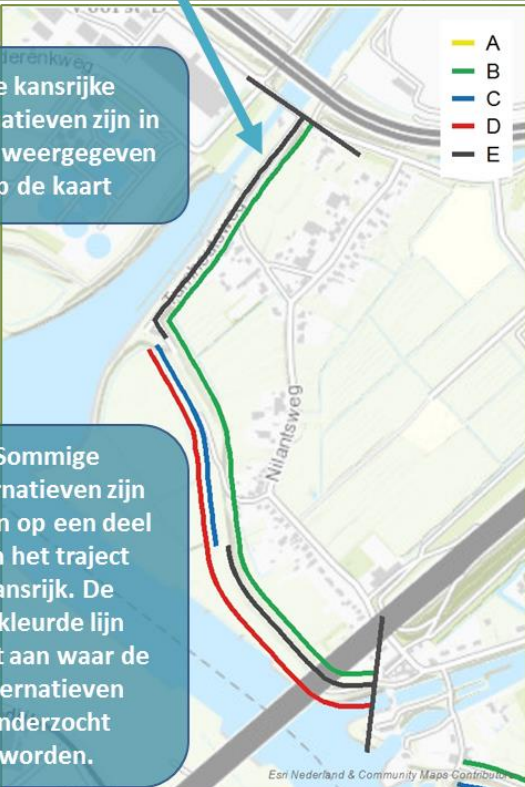 e kansrijke
atieven zijn in
weergegeven
p de kaart
A
B
C
D
E
Nilantsweg
Sommige
rnatieven zijn
n op een deel
n het traject
ansrijk. De
kleurde lijn
t aan waar de
ternatieven
nderzocht
worden.
Esri Nederland & Community Maps Contributors